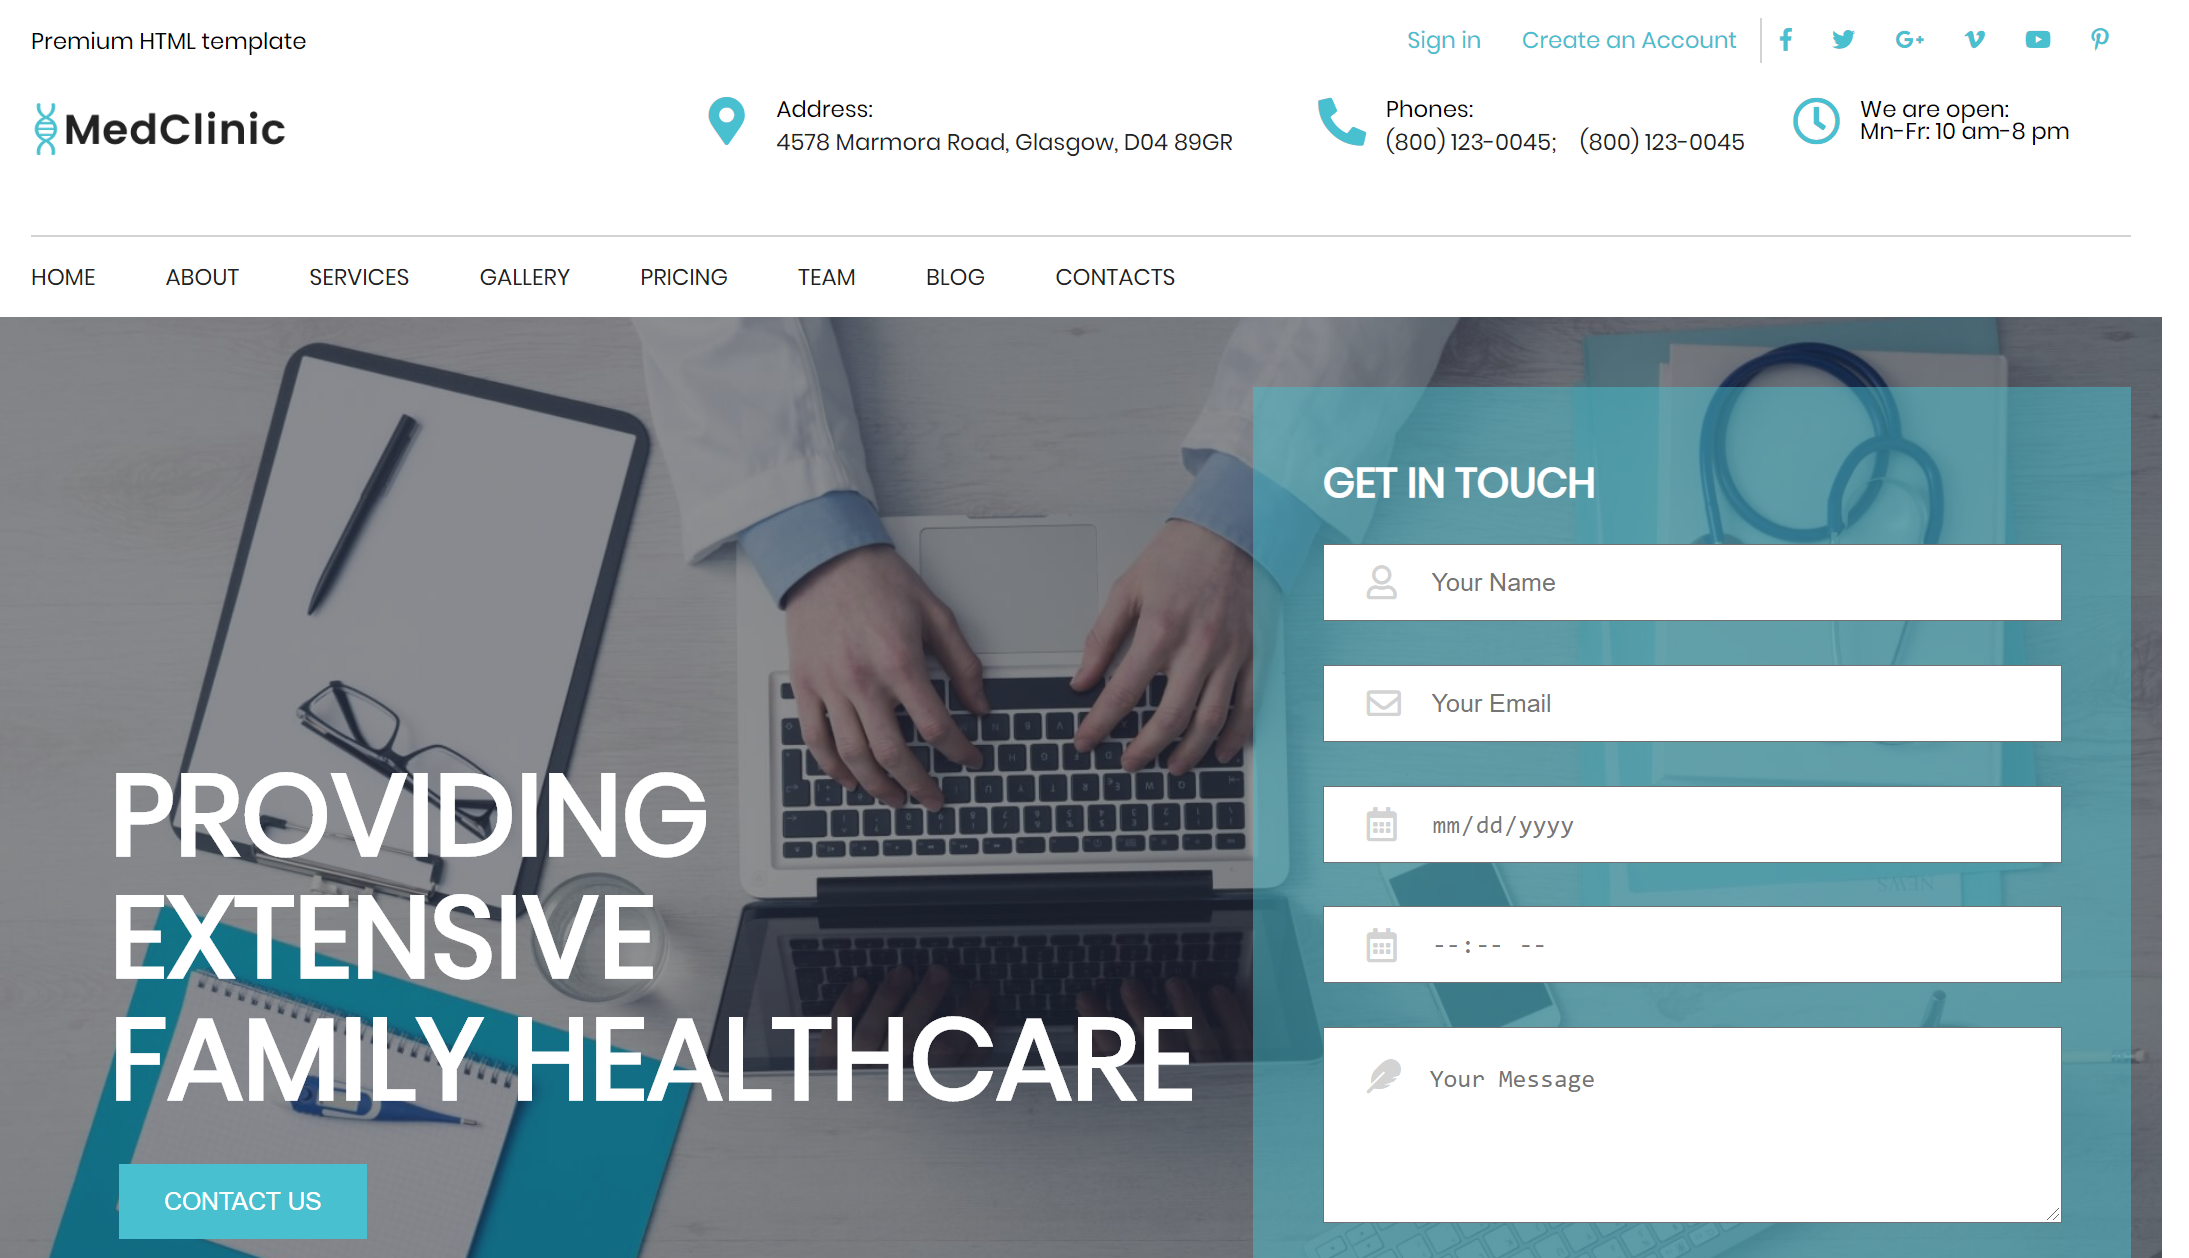 Premium HTML template
Sign in Create an Account
MedClinic
Address:
4578 Marmora Road, Glasgow, D04 89GR
Phones:
(800) 123-0045; (800) 123-0045
We are open:
Mn-Fr: 10 am-8 pm
HOME ABOUT SERVICES GALLERY PRICING TEAM BLOG CONTACTS
PROVIDING
EXTENSIVE
FAMILY HEALTHCARE
CONTACT US
GET IN TOUCH
Your Name
Your Email
mm/dd/yyyy
--:-- --
Your Message
NEWS